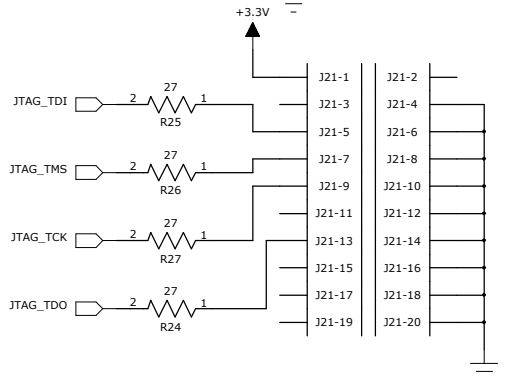 +3.3V
J21-1 J21-2
27
JTAG_TDI 2 1 J21-3 J21-4
R25
J21-5 J21-6
27
J21-7 J21-8
JTAG_TMS 2 1
R26
J21-9 J21-10
27
J21-11 J21-12
JTAG_TCK 2 1 J21-13 J21-14
R27
J21-15 J21-16
27
J21-17 J21-18
JTAG_TDO 2 1
R24
J21-19 J21-20